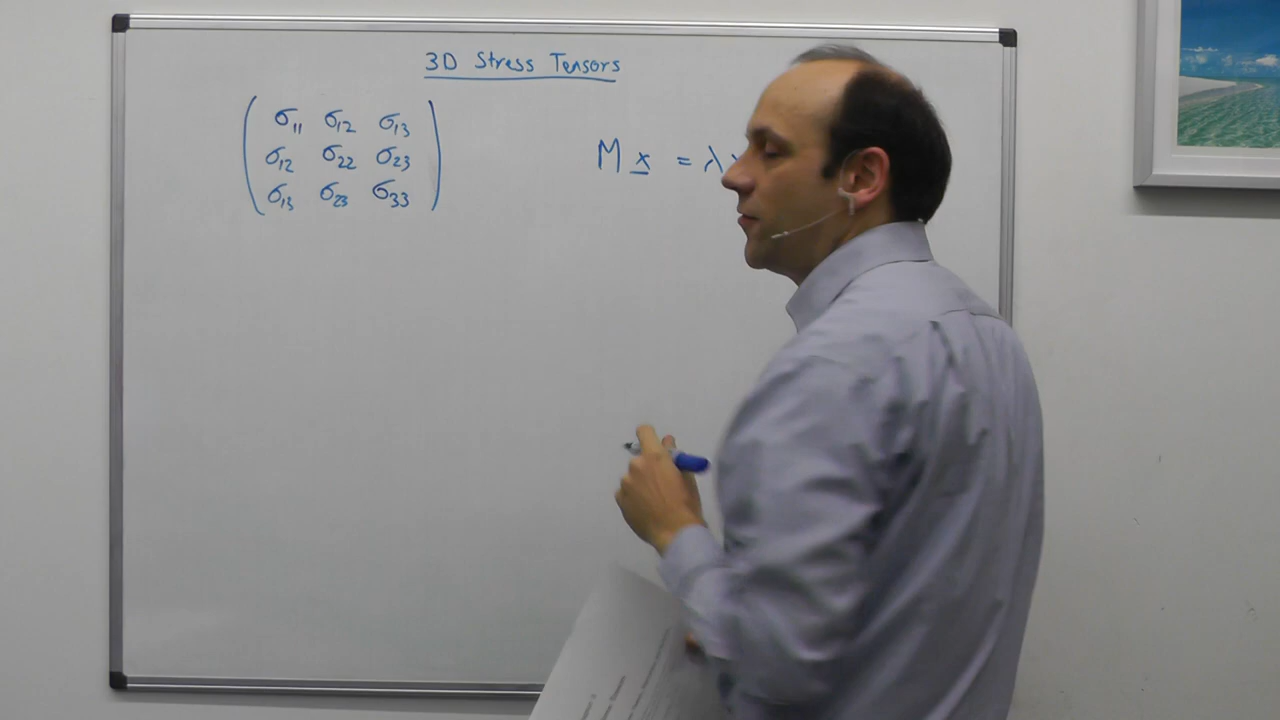 3D Stress Tensors
σ11 σ12 σ13
σ12 σ22 σ23
σ13 σ23 σ33
M x = λ